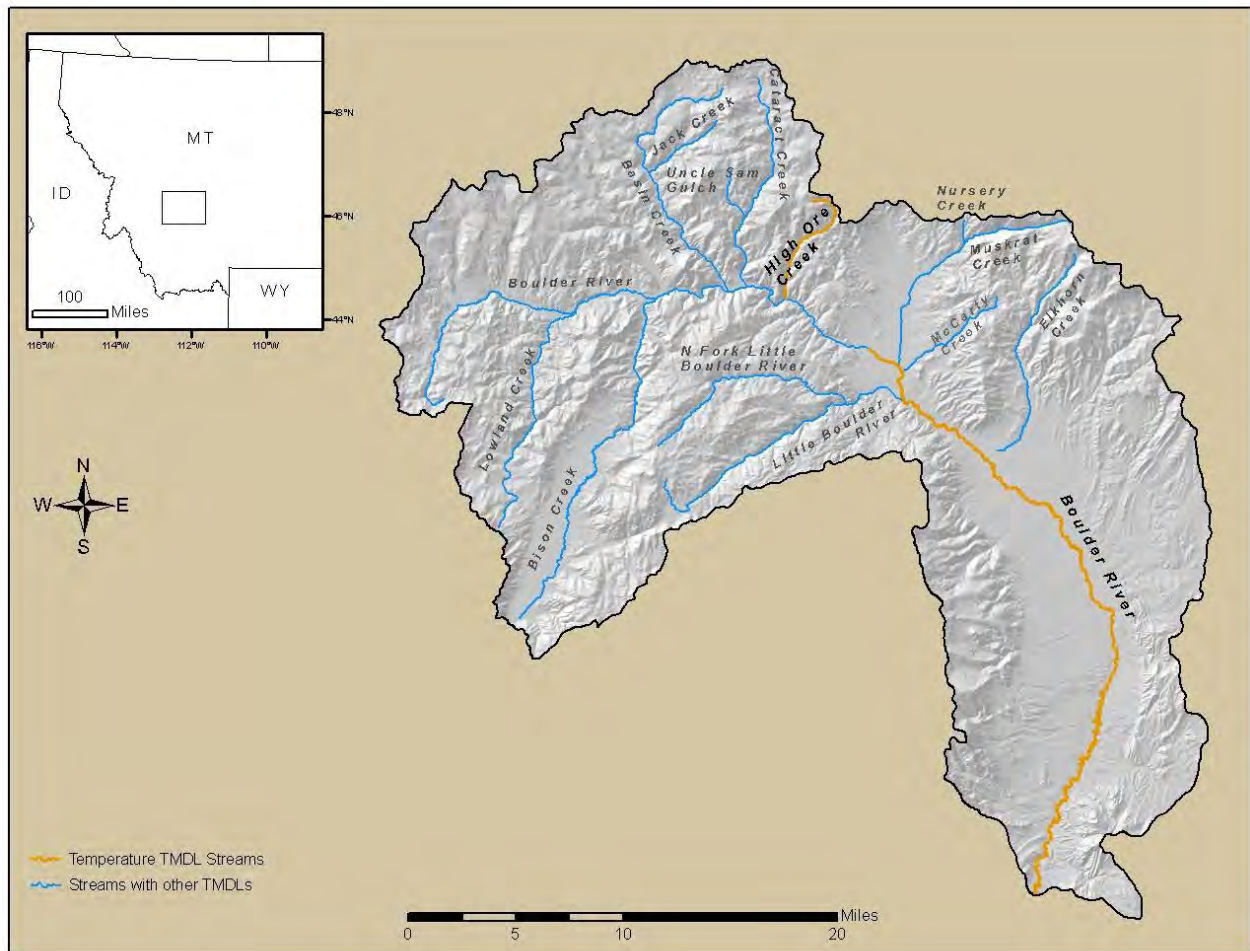 MT
ID
WY
100
Miles
48°N
46°N
44°N
116°W
114°W
112°W
110°W
Cataract Creek
Jack Creek
Uncle Sam
Gulch
Basin Creek
High Ore
Creek
Nursery
Creek
Muskrat
Creek
Boulder River
McCarty
Creek
Elkhorn
Creek
N Fork Little
Boulder River
Lowland Creek
Little Boulder
River
Bison Creek
Boulder River
N
W
E
S
Temperature TMDL Streams
Streams with other TMDLs
Miles
0
5
10
20